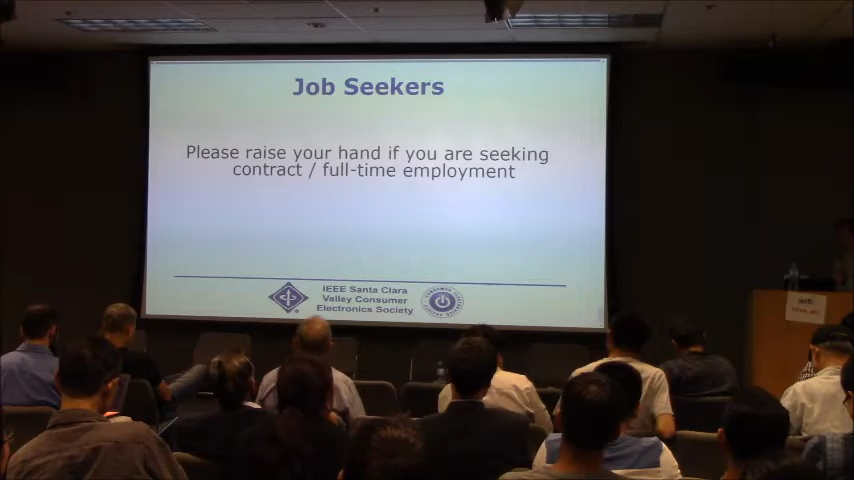 Job Seekers
Please raise your hand if you are seeking
contract / full-time employment
IEEE Santa Clara
Valley Consumer
Electronics Society
wifi